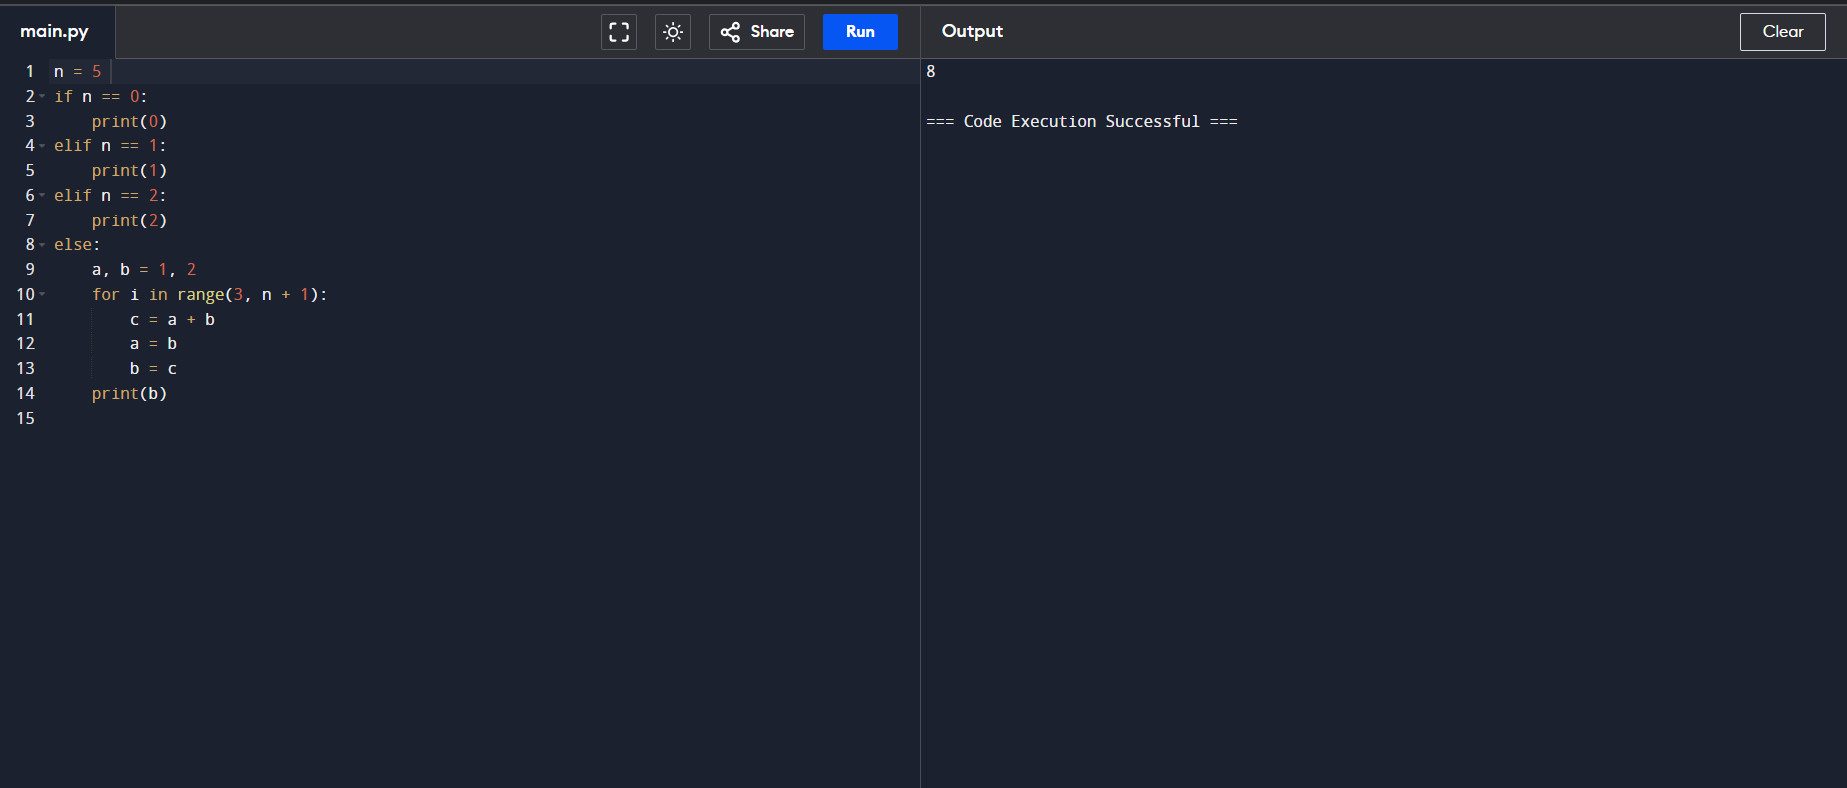 main.py
Share
Run
Output
Clear
1 n = 5
2 if n == 0:
3     print(0)
4 elif n == 1:
5     print(1)
6 elif n == 2:
7     print(2)
8 else:
9     a, b = 1, 2
10     for i in range(3, n + 1):
11         c = a + b
12         a = b
13         b = c
14     print(b)
15
8
=== Code Execution Successful ===